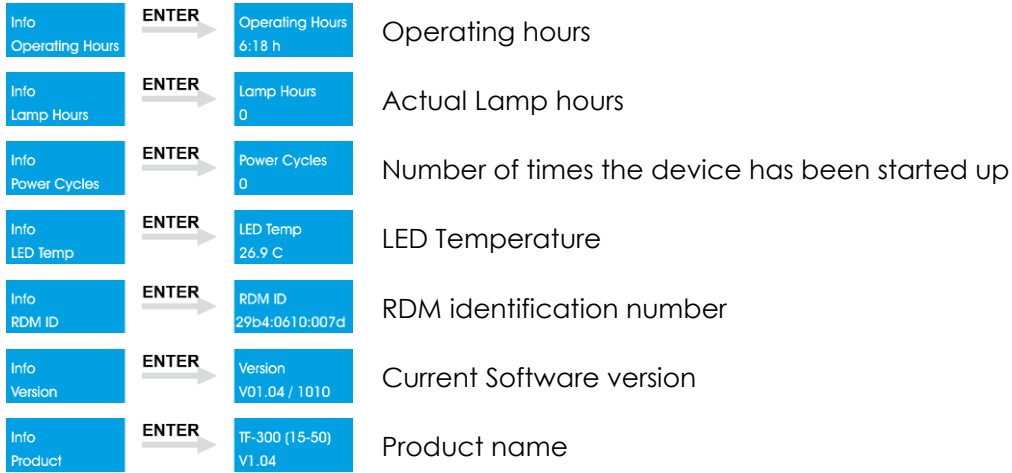 Info
Operating Hours
ENTER
Operating Hours
6:18 h
Operating hours
Info
Lamp Hours
ENTER
Lamp Hours
0
Actual Lamp hours
Info
Power Cycles
ENTER
Power Cycles
0
Number of times the device has been started up
Info
LED Temp
ENTER
LED Temp
26.9 C
LED Temperature
Info
RDM ID
ENTER
RDM ID
29b4:0610:007d
RDM identification number
Info
Version
ENTER
Version
V01.04 / 1010
Current Software version
Info
Product
ENTER
TF-300 (15-50)
V1.04
Product name